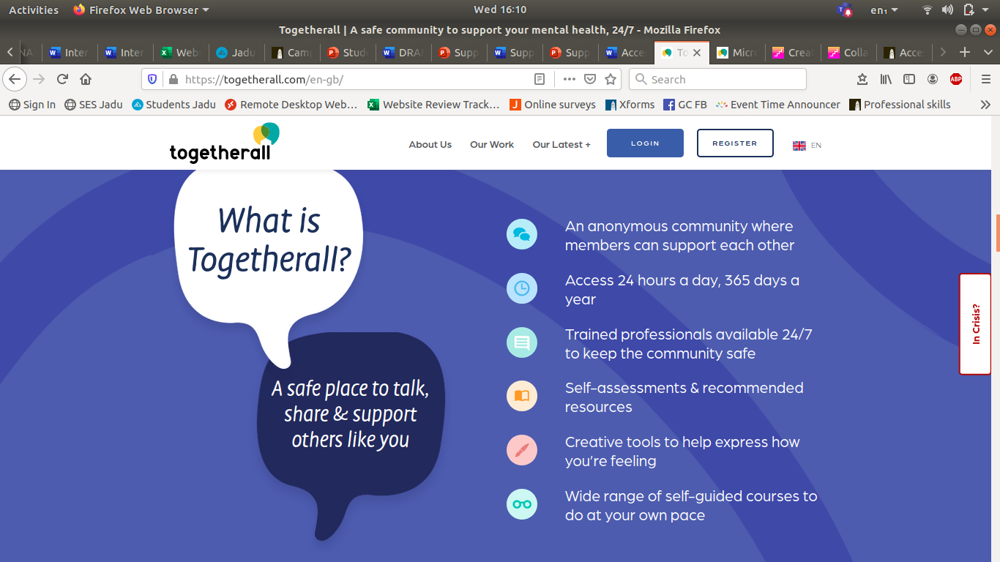 Activities Firefox Web Browser Wed 16:10 en₁
Togetherall | A safe community to support your mental health, 24/7 - Mozilla Firefox
Inter Inter Web Jadu Cam Stud DRA Supp Supp Supp Acce To Micr Crea Colla Acce
https://togetherall.com/en-gb/ Search ABP
Sign In SES Jadu Students Jadu Remote Desktop Web... Website Review Track... Online surveys Xforms GC FB Event Time Announcer Professional skills
togetherall About Us Our Work Our Latest + LOGIN REGISTER EN
What is
Togetherall?
A safe place to talk,
share & support
others like you
An anonymous community where
members can support each other
Access 24 hours a day, 365 days a
year
Trained professionals available 24/7
to keep the community safe
Self-assessments & recommended
resources
Creative tools to help express how
you're feeling
Wide range of self-guided courses to
do at your own pace
In Crisis?